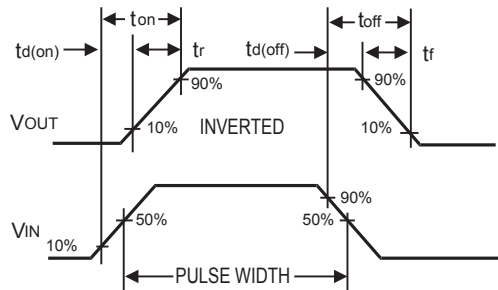 ton
toff
td(on)
tr
td(off)
tf
90%
90%
VOUT
10%
INVERTED
10%
90%
VIN
50%
50%
10%
PULSE WIDTH